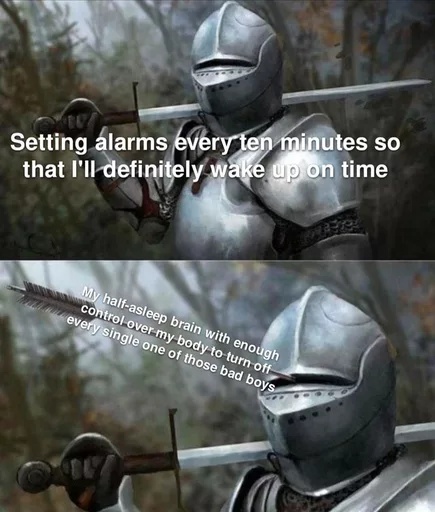 Setting alarms every ten minutes so
that I'll definitely wake up on time
My half-asleep brain with enough
control over my body to turn off
every single one of those bad boys